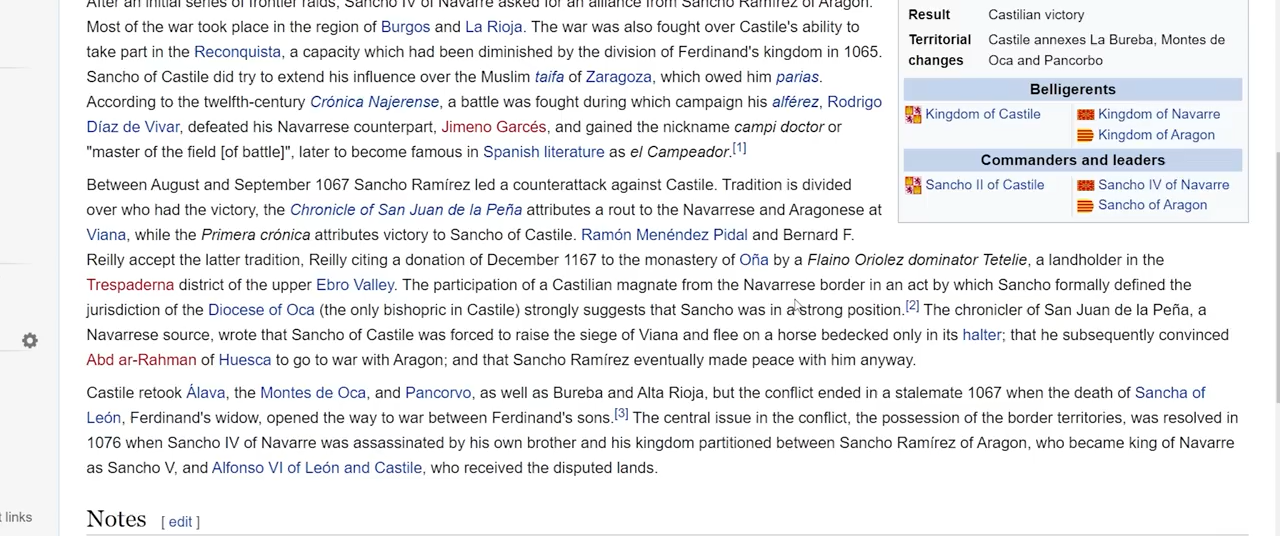 After an initial series of frontier raids, Sancho IV of Navarre asked for an alliance from Sancho Ramírez of Aragon.
Most of the war took place in the region of Burgos and La Rioja. The war was also fought over Castile's ability to
take part in the Reconquista, a capacity which had been diminished by the division of Ferdinand's kingdom in 1065.
Sancho of Castile did try to extend his influence over the Muslim taifa of Zaragoza, which owed him parias.
According to the twelfth-century Crónica Najerense, a battle was fought during which campaign his alférez, Rodrigo
Díaz de Vivar, defeated his Navarrese counterpart, Jimeno Garcés, and gained the nickname campi doctor or
"master of the field [of battle]", later to become famous in Spanish literature as el Campeador.[1]
Between August and September 1067 Sancho Ramírez led a counterattack against Castile. Tradition is divided
over who had the victory, the Chronicle of San Juan de la Peña attributes a rout to the Navarrese and Aragonese at
Viana, while the Primera crónica attributes victory to Sancho of Castile. Ramón Menéndez Pidal and Bernard F.
Reilly accept the latter tradition, Reilly citing a donation of December 1167 to the monastery of Oña by a Flaino Oriolez dominator Tetelie, a landholder in the
Trespaderna district of the upper Ebro Valley. The participation of a Castilian magnate from the Navarrese border in an act by which Sancho formally defined the
jurisdiction of the Diocese of Oca (the only bishopric in Castile) strongly suggests that Sancho was in a strong position.[2] The chronicler of San Juan de la Peña, a
Navarrese source, wrote that Sancho of Castile was forced to raise the siege of Viana and flee on a horse bedecked only in its halter; that he subsequently convinced
Abd ar-Rahman of Huesca to go to war with Aragon; and that Sancho Ramírez eventually made peace with him anyway.
Castile retook Álava, the Montes de Oca, and Pancorvo, as well as Bureba and Alta Rioja, but the conflict ended in a stalemate 1067 when the death of Sancha of
León, Ferdinand's widow, opened the way to war between Ferdinand's sons.[3] The central issue in the conflict, the possession of the border territories, was resolved in
1076 when Sancho IV of Navarre was assassinated by his own brother and his kingdom partitioned between Sancho Ramírez of Aragon, who became king of Navarre
as Sancho V, and Alfonso VI of León and Castile, who received the disputed lands.
Notes [ edit ]
Result Castilian victory
Territorial Castile annexes La Bureba, Montes de
changes Oca and Pancorbo
Belligerents
Kingdom of Castile Kingdom of Navarre
Kingdom of Aragon
Commanders and leaders
Sancho II of Castile Sancho IV of Navarre
Sancho of Aragon
links